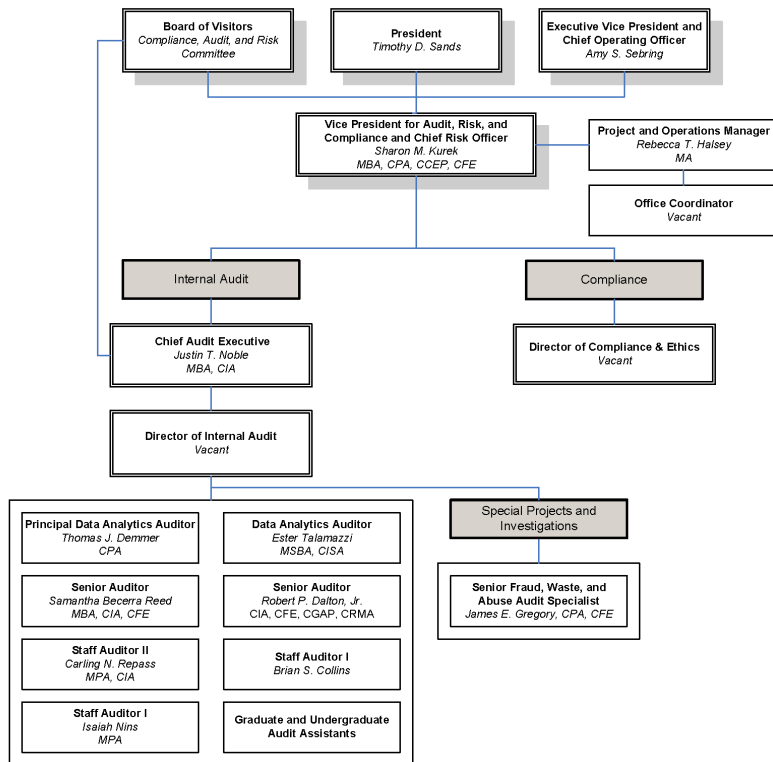 Board of Visitors
Compliance, Audit, and Risk
Committee
President
Timothy D. Sands
Executive Vice President and
Chief Operating Officer
Amy S. Sebring
Vice President for Audit, Risk, and
Compliance and Chief Risk Officer
Sharon M. Kurek
MBA, CPA, CCEP, CFE
Project and Operations Manager
Rebecca T. Halsey
MA
Office Coordinator
Vacant
Internal Audit
Compliance
Chief Audit Executive
Justin T. Noble
MBA, CIA
Director of Compliance & Ethics
Vacant
Director of Internal Audit
Vacant
Principal Data Analytics Auditor
Thomas J. Demmer
CPA
Data Analytics Auditor
Ester Talamazzi
MSBA, CISA
Special Projects and
Investigations
Senior Auditor
Samantha Becerra Reed
MBA, CIA, CFE
Senior Auditor
Robert P. Dalton, Jr.
CIA, CFE, CGAP, CRMA
Senior Fraud, Waste, and
Abuse Audit Specialist
James E. Gregory, CPA, CFE
Staff Auditor II
Carling N. Repass
MPA, CIA
Staff Auditor I
Brian S. Collins
Staff Auditor I
Isaiah Nins
MPA
Graduate and Undergraduate
Audit Assistants